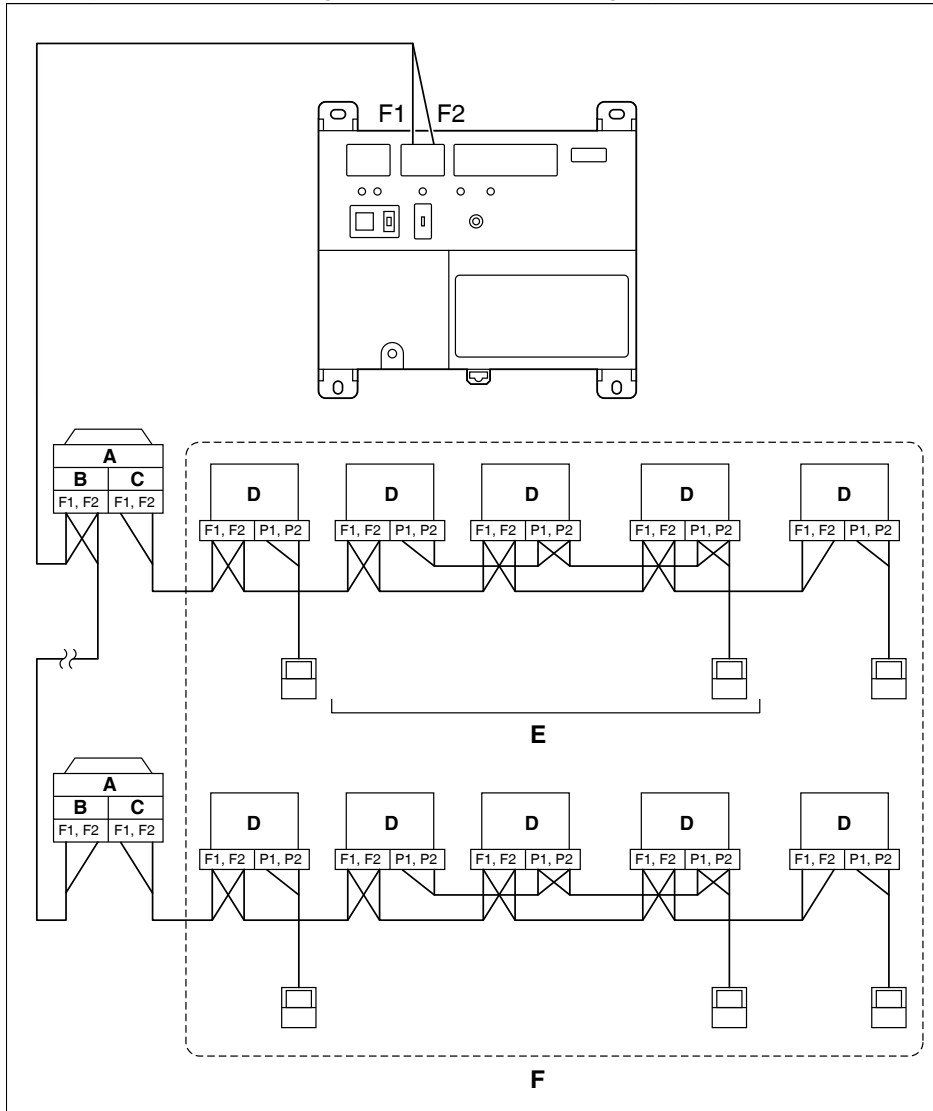 F1 F2
A
B C
F1, F2 F1, F2
D D D D D
F1, F2 P1, P2 F1, F2 P1, P2 F1, F2 P1, P2 F1, F2 P1, P2 F1, F2 P1, P2
E
A
B C
F1, F2 F1, F2
D D D D D
F1, F2 P1, P2 F1, F2 P1, P2 F1, F2 P1, P2 F1, F2 P1, P2 F1, F2 P1, P2
F